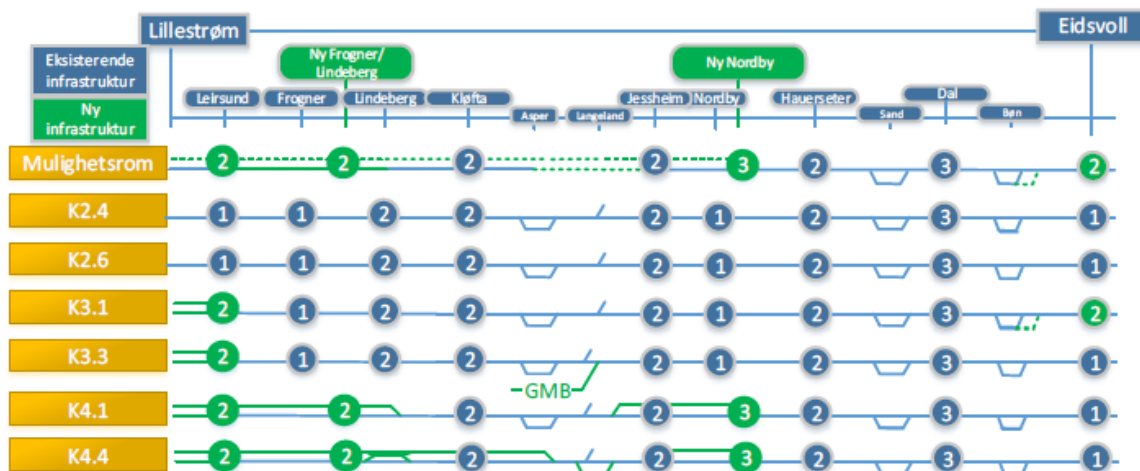 Lillestrøm
Eidsvoll
Eksisterende
infrastruktur
Ny
infrastruktur
Ny Frogner/
Lindeberg
Ny Nordby
Leirsund Frogner Lindeberg Kløfta Asper Langeland Jessheim Nordby Hauerseter Sand Dal Bøn
Mulighetsrom 2 2 2 2 3 2 3 2
K2.4 1 1 2 2 2 1 2 3 1
K2.6 1 1 2 2 2 1 2 3 1
K3.1 2 1 2 2 2 1 2 3 2
K3.3 2 1 2 2 2 1 2 3 1
GMB
K4.1 2 2 2 2 3 2 3 1
K4.4 2 2 2 2 3 2 3 1